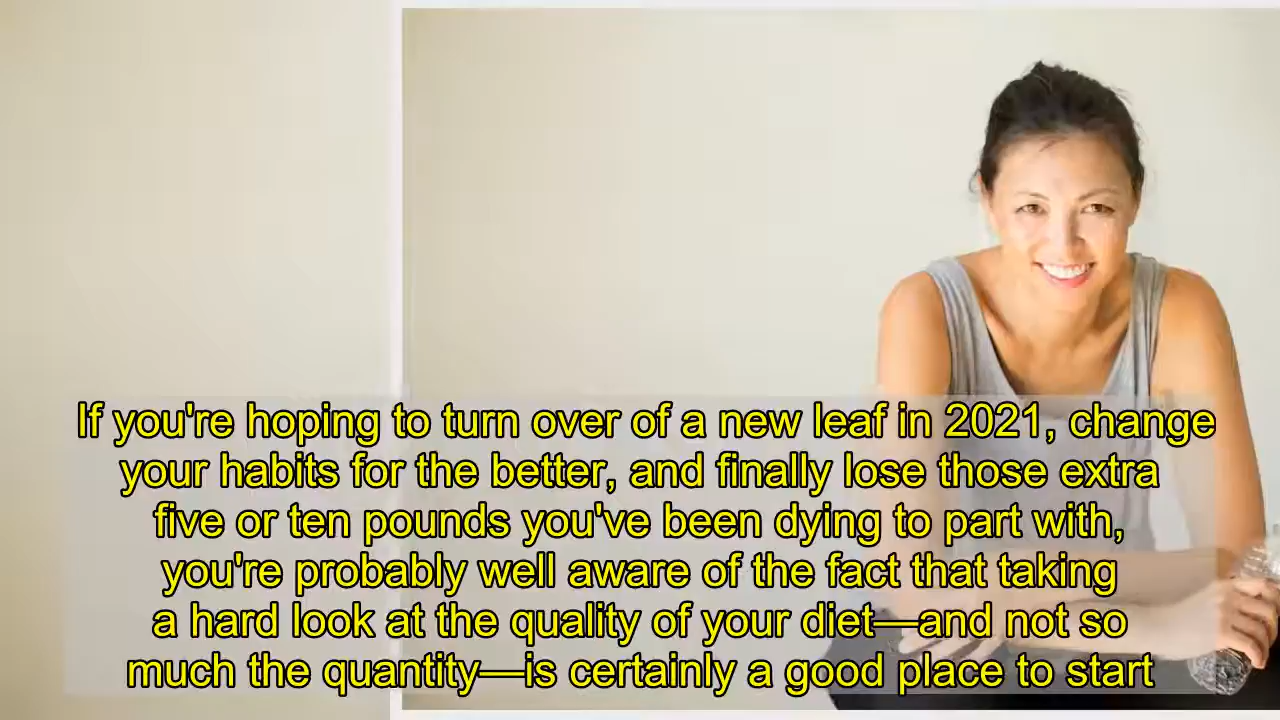 If you're hoping to turn over of a new leaf in 2021, change
your habits for the better, and finally lose those extra
five or ten pounds you've been dying to part with,
you're probably well aware of the fact that taking
a hard look at the quality of your diet—and not so
much the quantity—is certainly a good place to start